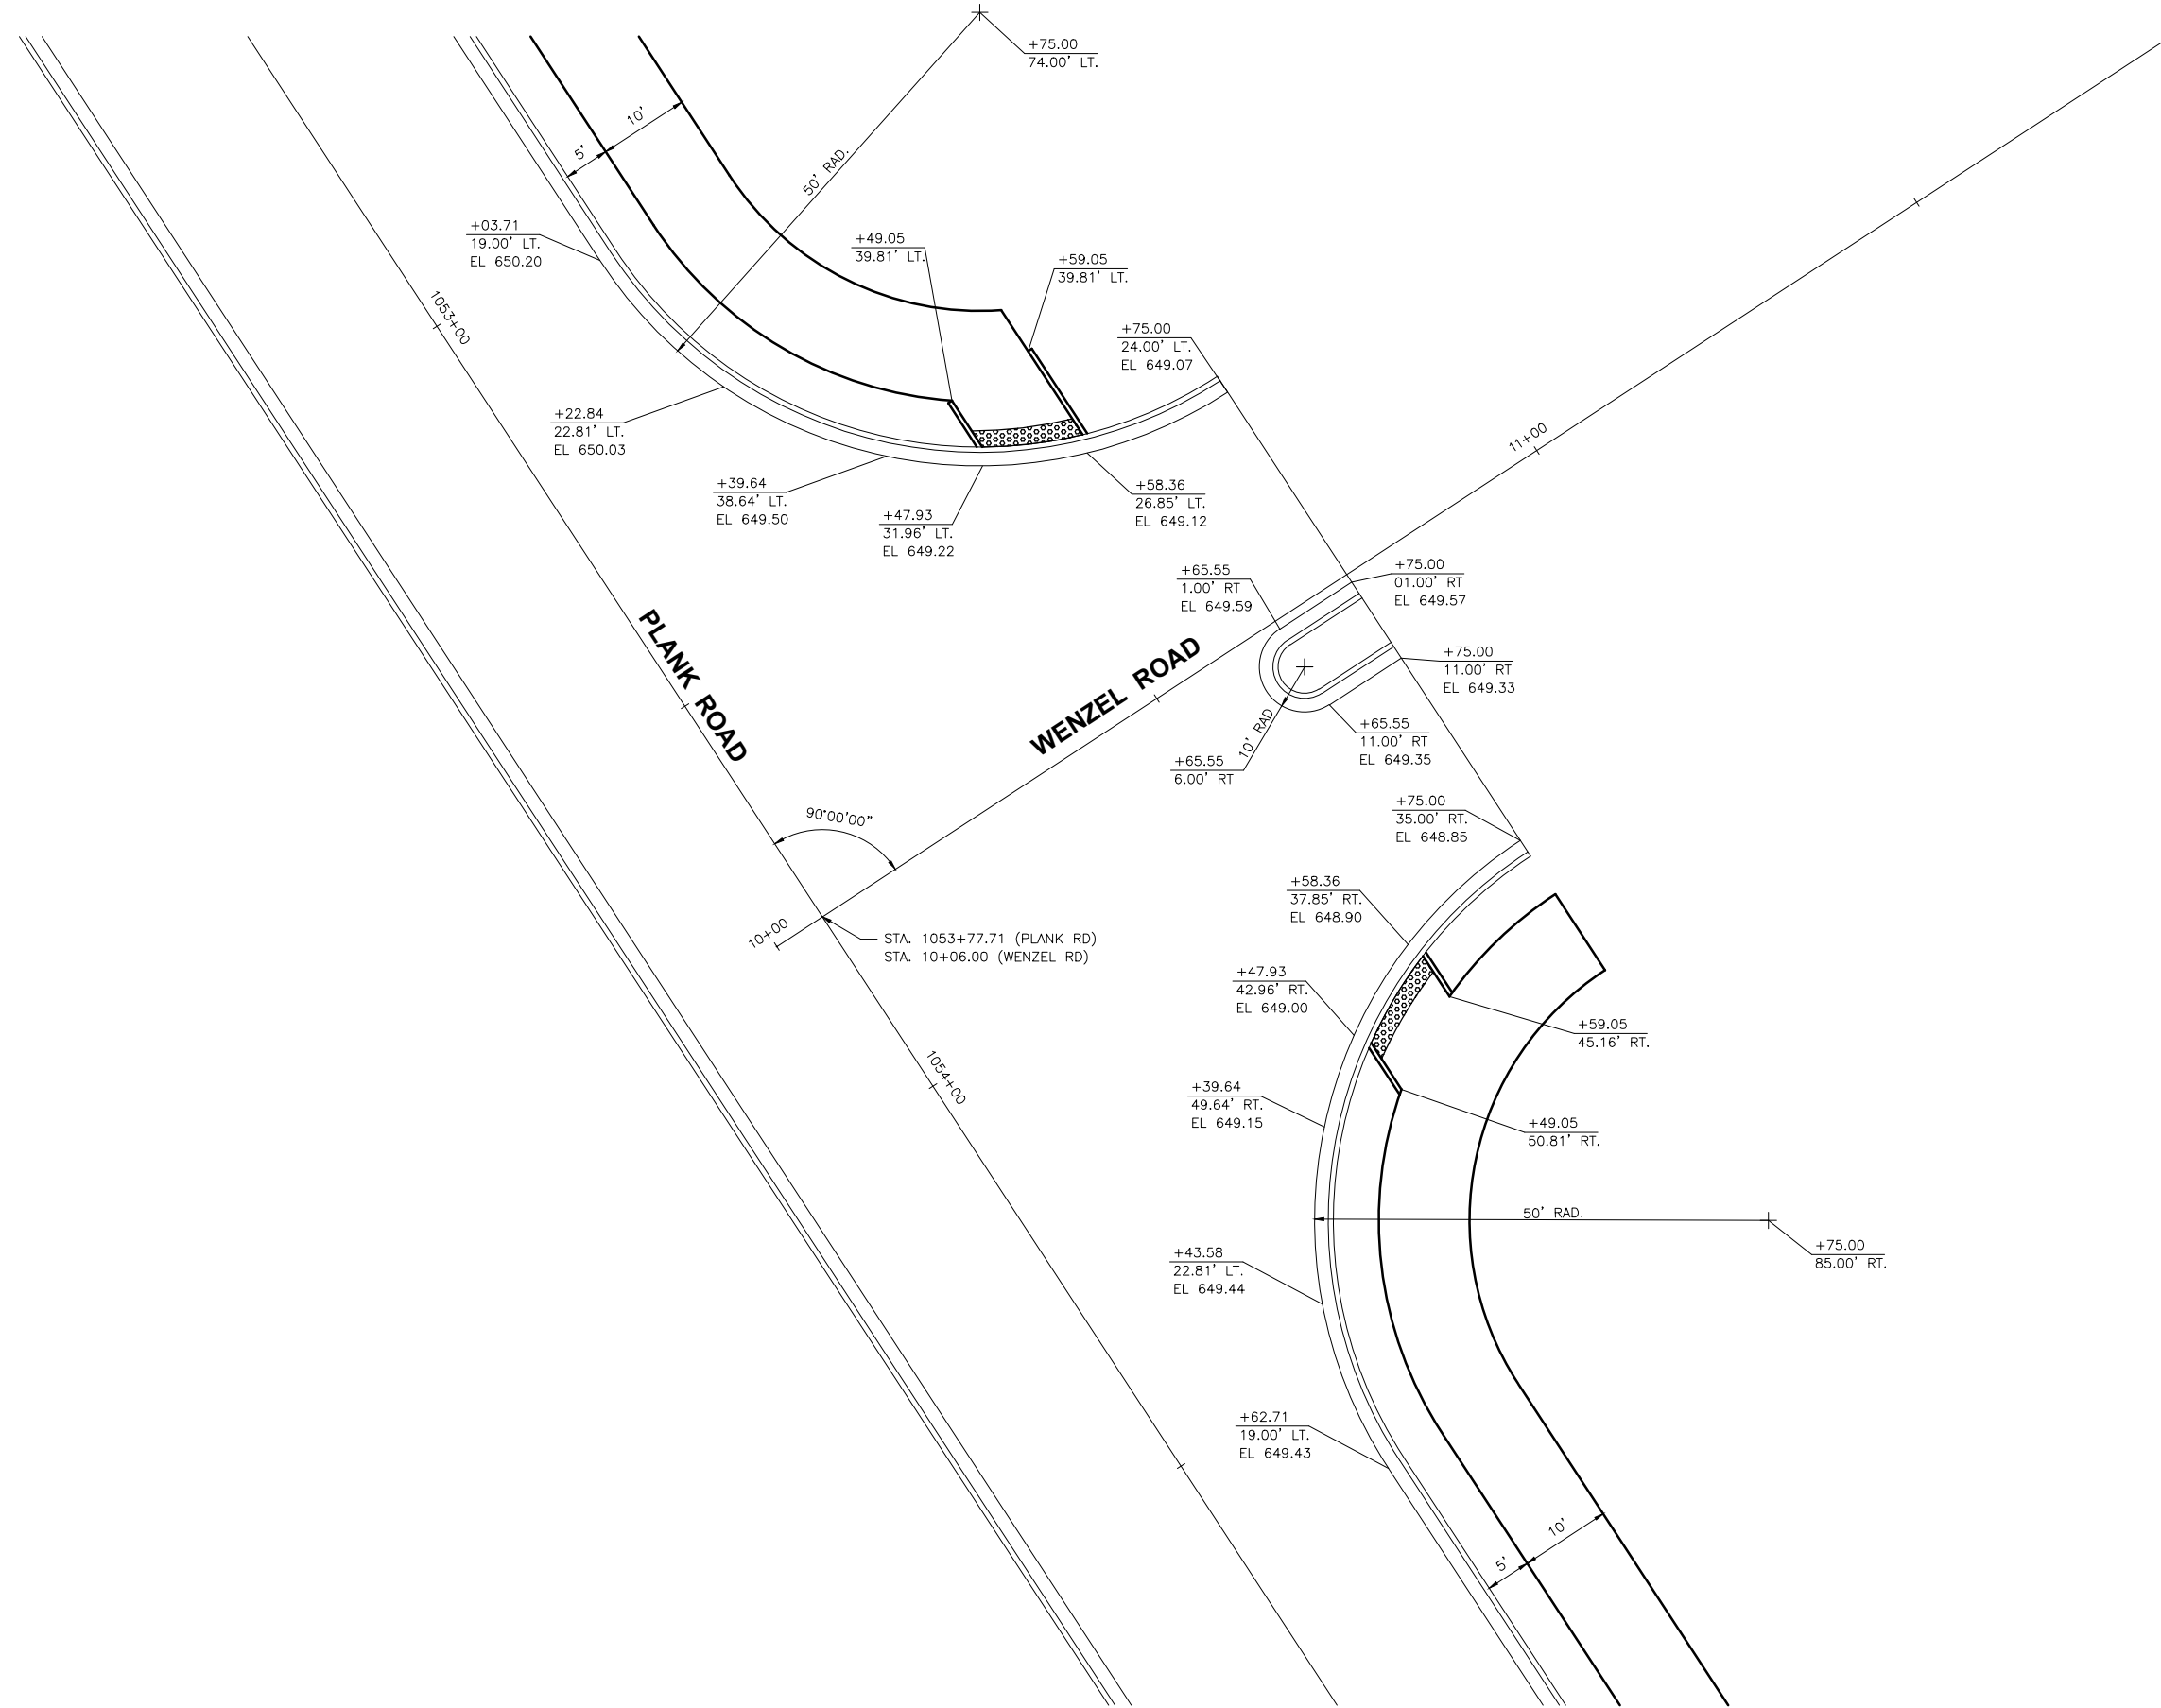 +75.00
74.00' LT.
10'
5'
50' RAD.
+03.71
19.00' LT.
EL 650.20
+49.05
39.81' LT.
+59.05
39.81' LT.
1053+00
+75.00
24.00' LT.
EL 649.07
+22.84
22.81' LT.
EL 650.03
11+00
+39.64
38.64' LT.
EL 649.50
+47.93
31.96' LT.
EL 649.22
+58.36
26.85' LT.
EL 649.12
+65.55
1.00' RT
EL 649.59
+75.00
01.00' RT
EL 649.57
PLANK ROAD
WENZEL ROAD
+75.00
11.00' RT
EL 649.33
10' RAD
+65.55
11.00' RT
EL 649.35
+65.55
6.00' RT
90°00'00"
+75.00
35.00' RT.
EL 648.85
+58.36
37.85' RT.
EL 648.90
10+00
STA. 1053+77.71 (PLANK RD)
STA. 10+06.00 (WENZEL RD)
+47.93
42.96' RT.
EL 649.00
+59.05
45.16' RT.
1054+00
+39.64
49.64' RT.
EL 649.15
+49.05
50.81' RT.
50' RAD.
+75.00
85.00' RT.
+43.58
22.81' LT.
EL 649.44
+62.71
19.00' LT.
EL 649.43
10'
5'